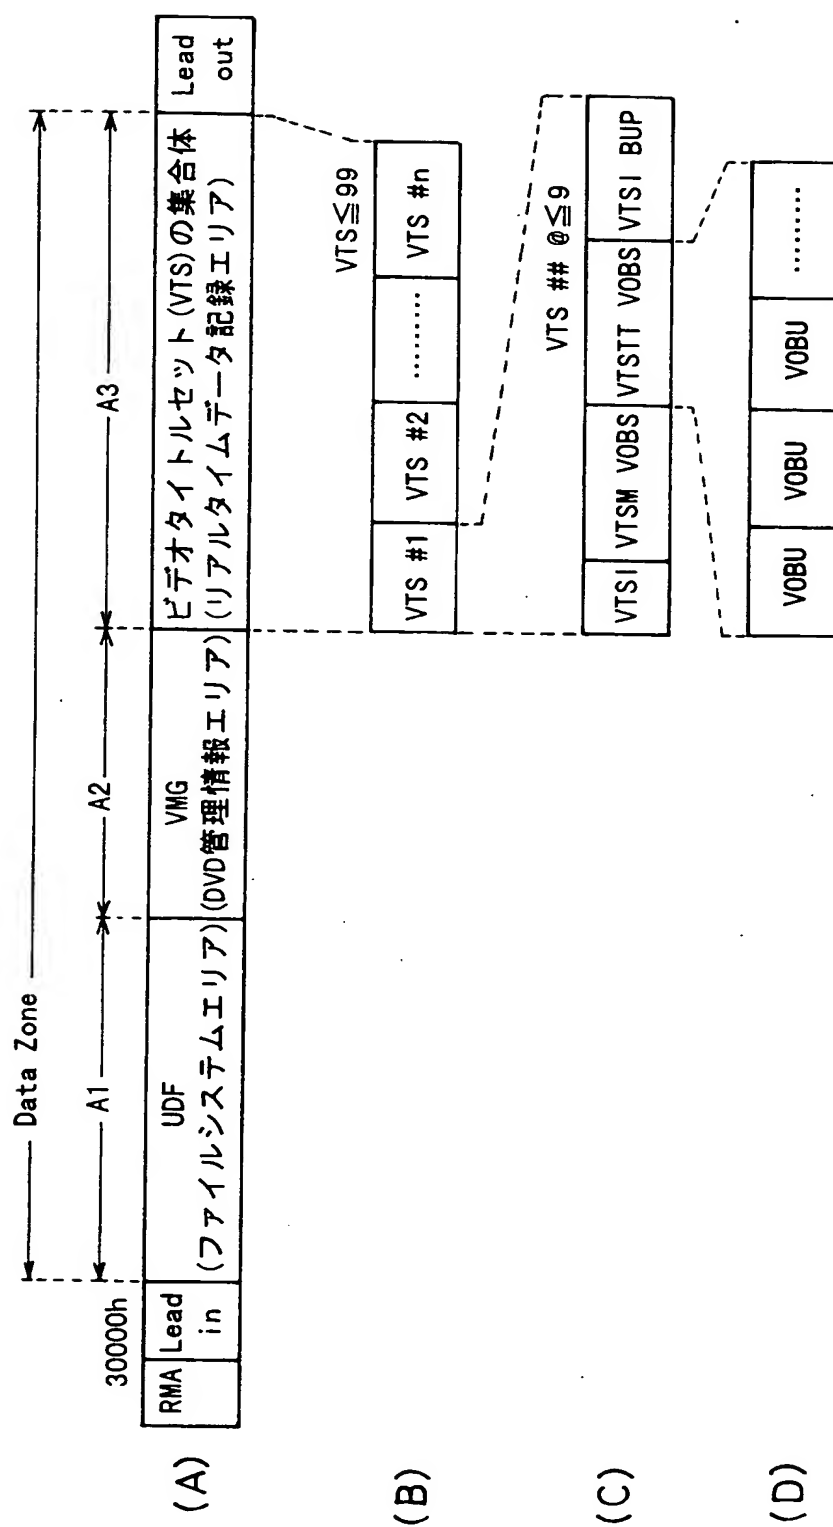 Data Zone
30000h
A1
A2
A3
(A)
RMA
Lead
in
UDF
(ファイルシステムエリア)
VMG
(DVD管理情報エリア)
ビデオタイトルセット(VTS)の集合体
(リアルタイムデータ記録エリア)
Lead
out
VTS≦99
(B)
VTS #1
VTS #2
·········
VTS #n
VTS ## @≦9
(C)
VTSI
VTSM VOBS
VTSTT VOBS
VTSI BUP
(D)
VOBU
VOBU
VOBU
·········